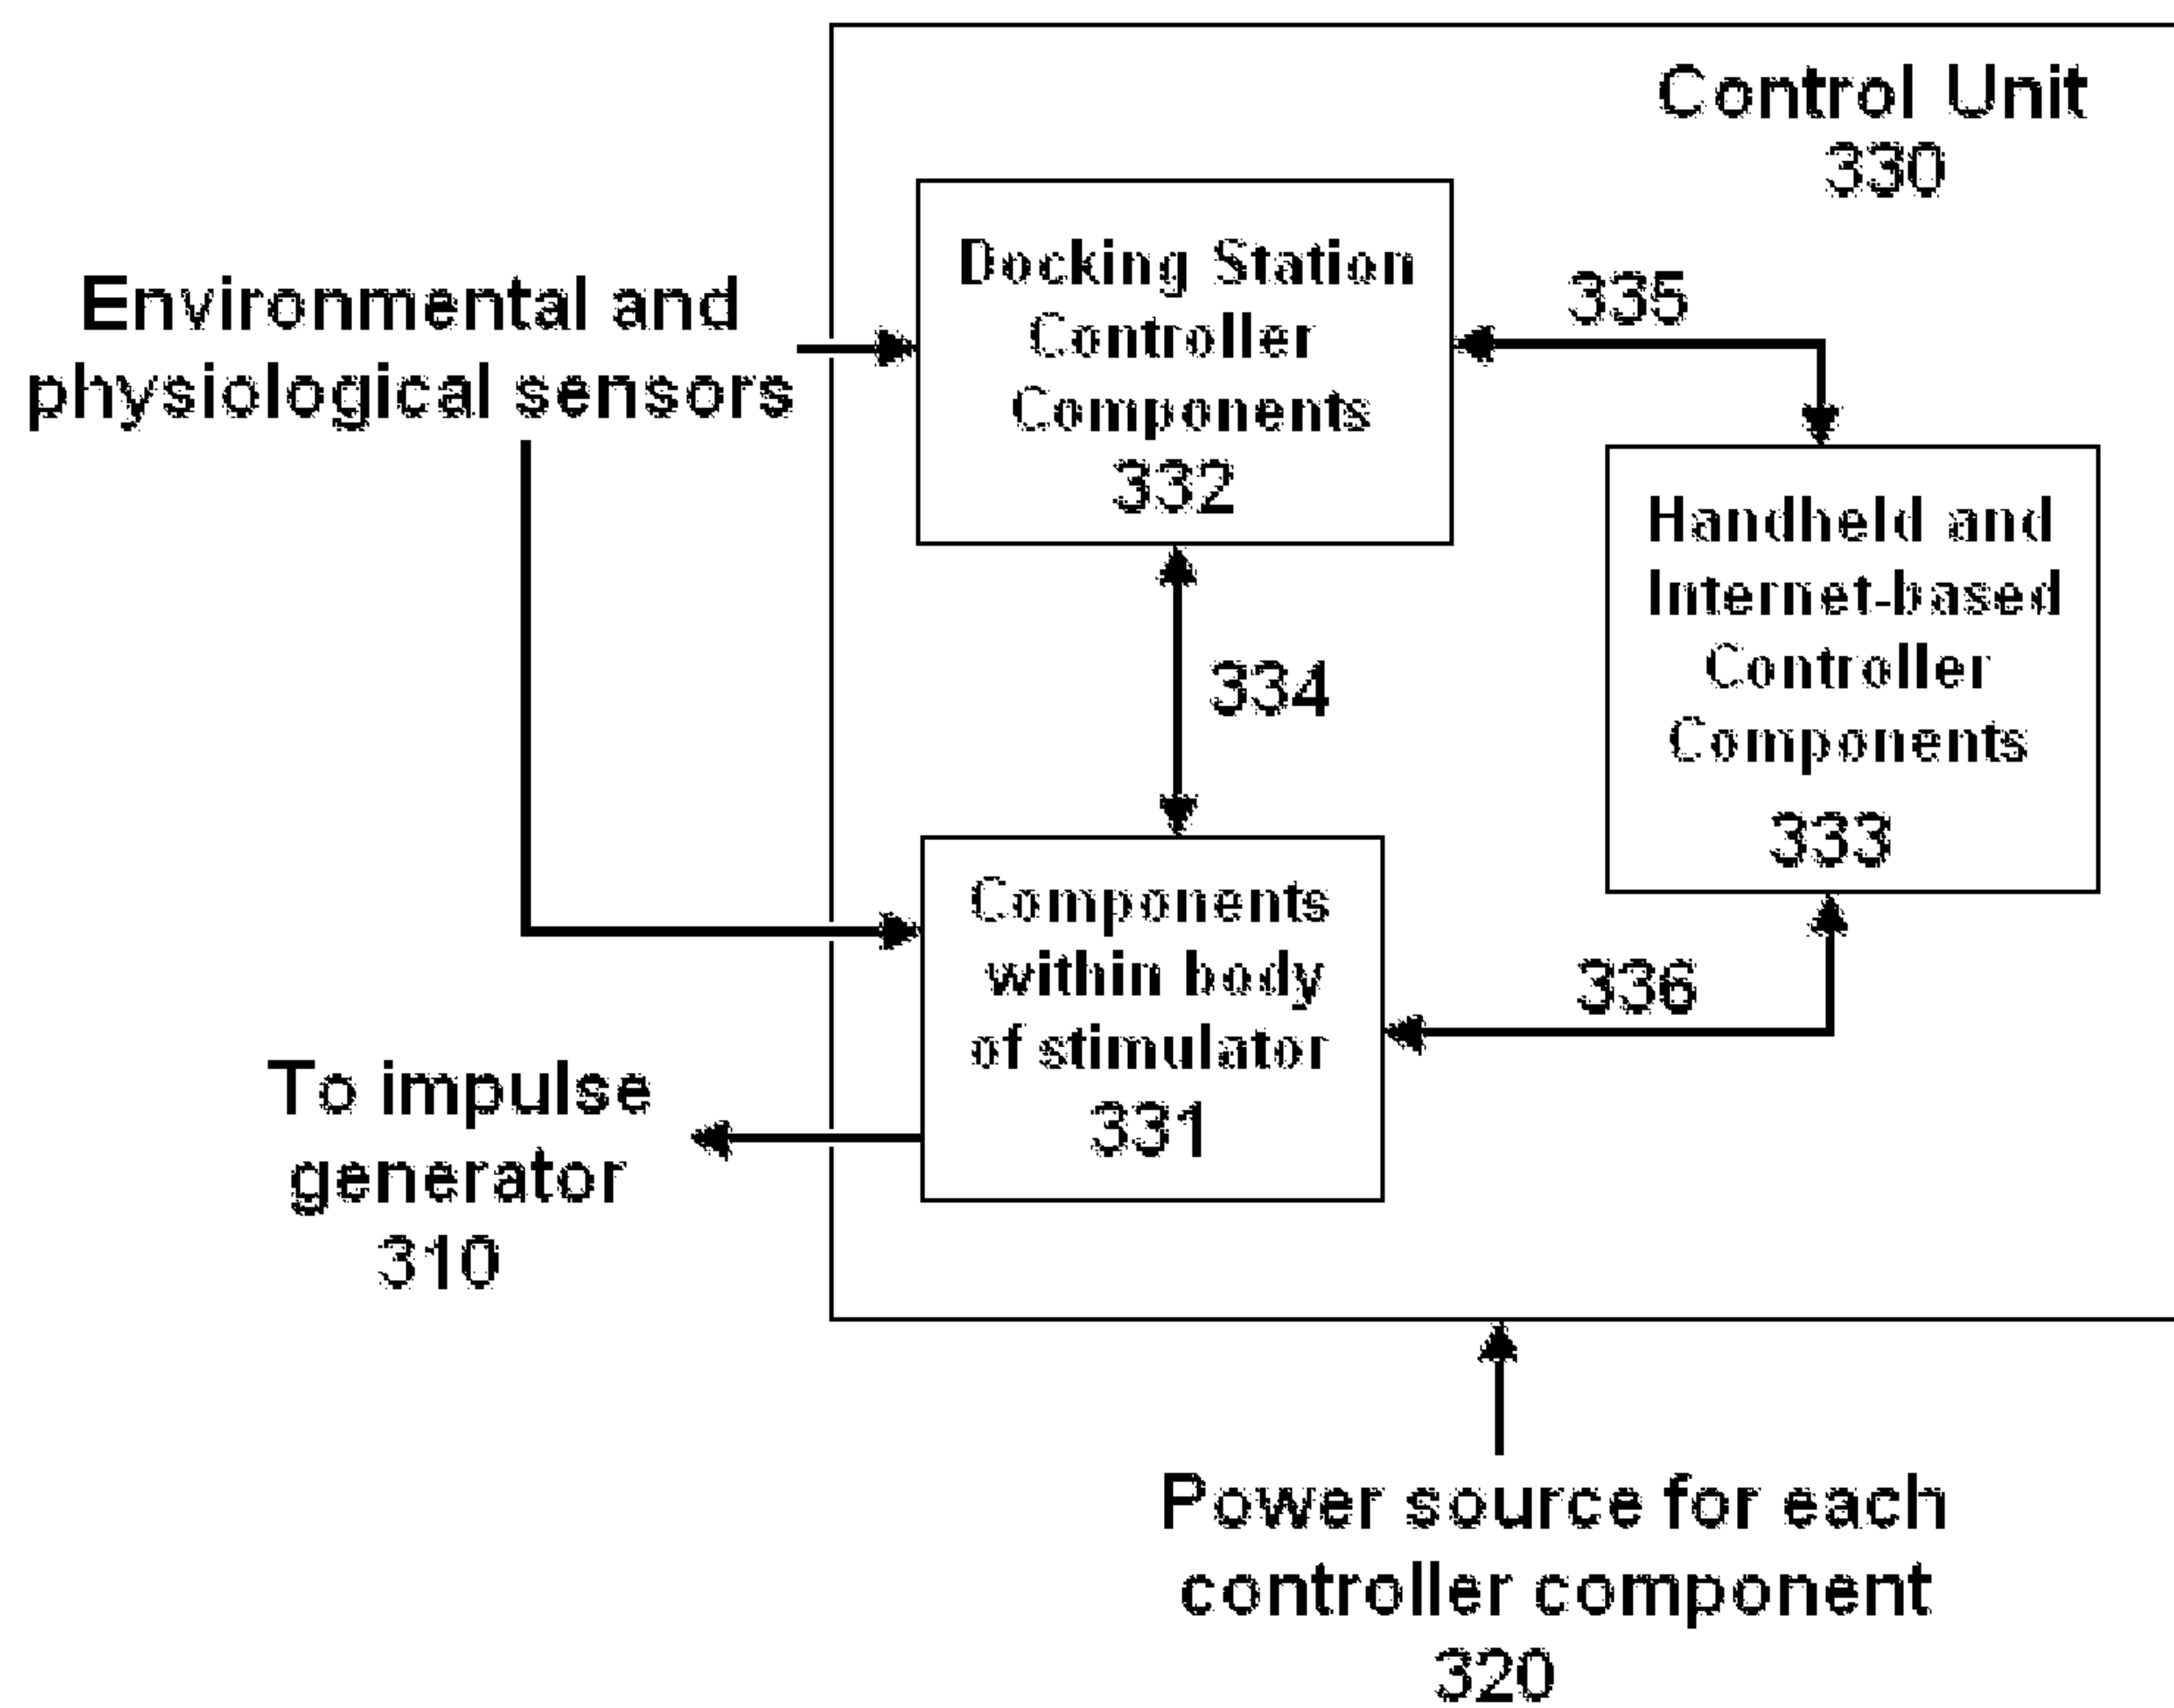 Control Unit
330
Docking Station
Controller
Components
332
335
Environmental and
physiological sensors
Handheld and
Internet-based
Controller
Components
333
334
Components
within body
of stimulator
331
336
To impulse
generator
310
Power source for each
controller component
320